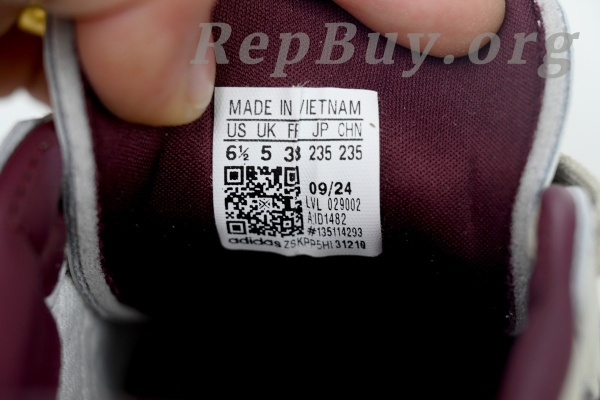 RepBuy.org
MADE IN VIETNAM
US UK FR JP CHN
6½ 5 235 235
09/24
LVL 029002
AID1482
#135114293
adidas